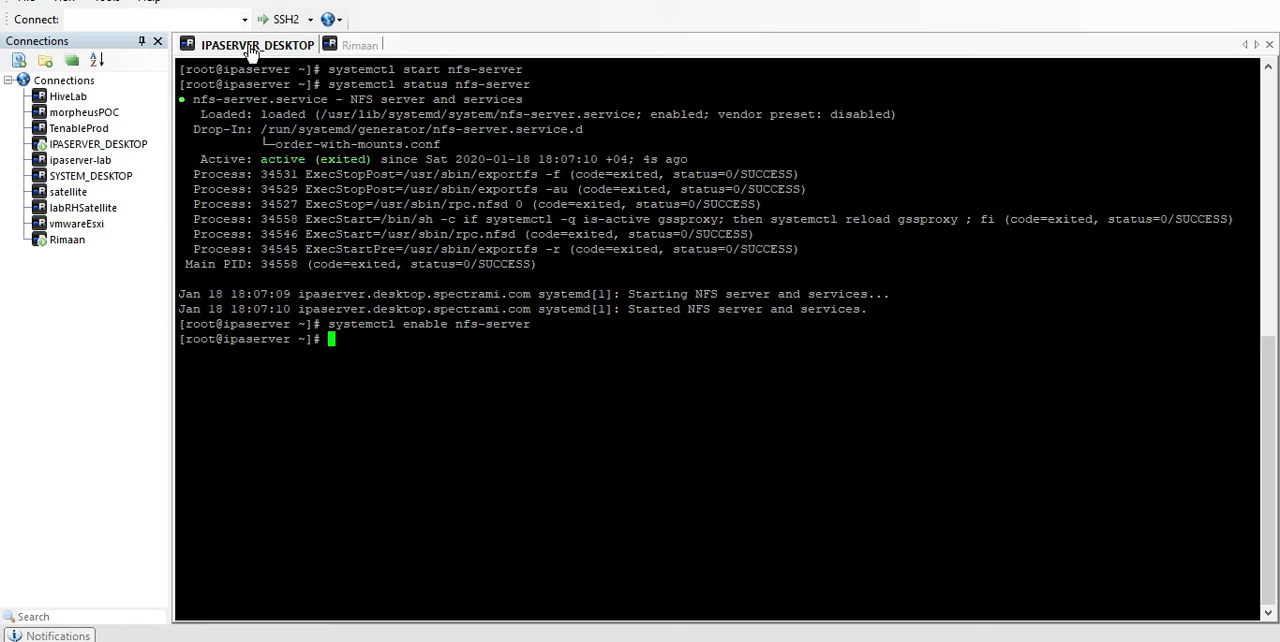 Connect: SSH2
Connections
IPASERVER_DESKTOP Rimaan
Connections
HiveLab
morpheusPOC
TenableProd
IPASERVER_DESKTOP
ipaserver-lab
SYSTEM_DESKTOP
satellite
labRHSatellite
vmwareEsxi
Rimaan
[root@ipaserver ~]# systemctl start nfs-server
[root@ipaserver ~]# systemctl status nfs-server
● nfs-server.service - NFS server and services
Loaded: loaded (/usr/lib/systemd/system/nfs-server.service; enabled; vendor preset: disabled)
Drop-In: /run/systemd/generator/nfs-server.service.d
└─order-with-mounts.conf
Active: active (exited) since Sat 2020-01-18 18:07:10 +04; 4s ago
Process: 34531 ExecStopPost=/usr/sbin/exportfs -f (code=exited, status=0/SUCCESS)
Process: 34529 ExecStopPost=/usr/sbin/exportfs -au (code=exited, status=0/SUCCESS)
Process: 34527 ExecStop=/usr/sbin/rpc.nfsd 0 (code=exited, status=0/SUCCESS)
Process: 34558 ExecStart=/bin/sh -c if systemctl -q is-active gssproxy; then systemctl reload gssproxy ; fi (code=exited, status=0/SUCCESS)
Process: 34546 ExecStart=/usr/sbin/rpc.nfsd (code=exited, status=0/SUCCESS)
Process: 34545 ExecStartPre=/usr/sbin/exportfs -r (code=exited, status=0/SUCCESS)
Main PID: 34558 (code=exited, status=0/SUCCESS)
Jan 18 18:07:09 ipaserver.desktop.spectrami.com systemd[1]: Starting NFS server and services...
Jan 18 18:07:10 ipaserver.desktop.spectrami.com systemd[1]: Started NFS server and services.
[root@ipaserver ~]# systemctl enable nfs-server
[root@ipaserver ~]#
Search
Notifications